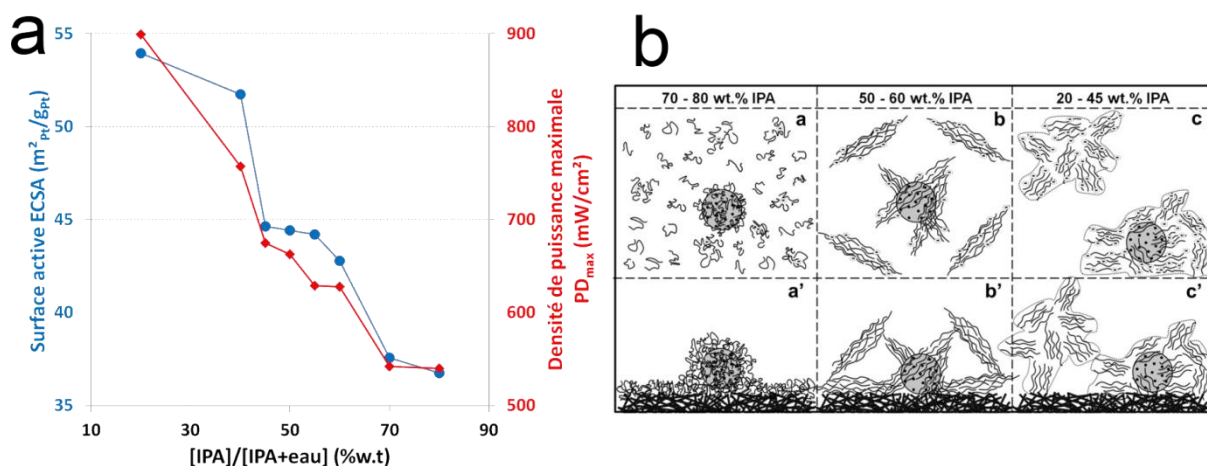 a
Surface active ECSA (m²Pt/gPt)
55
50
45
40
35
10
30
50
70
90
[IPA]/[IPA+eau] (%w.t)
900
800
700
600
500
Densité de puissance maximale
PDmax (mW/cm²)
b
70 - 80 wt.% IPA
50 - 60 wt.% IPA
20 - 45 wt.% IPA
a
b
c
a'
b'
c'